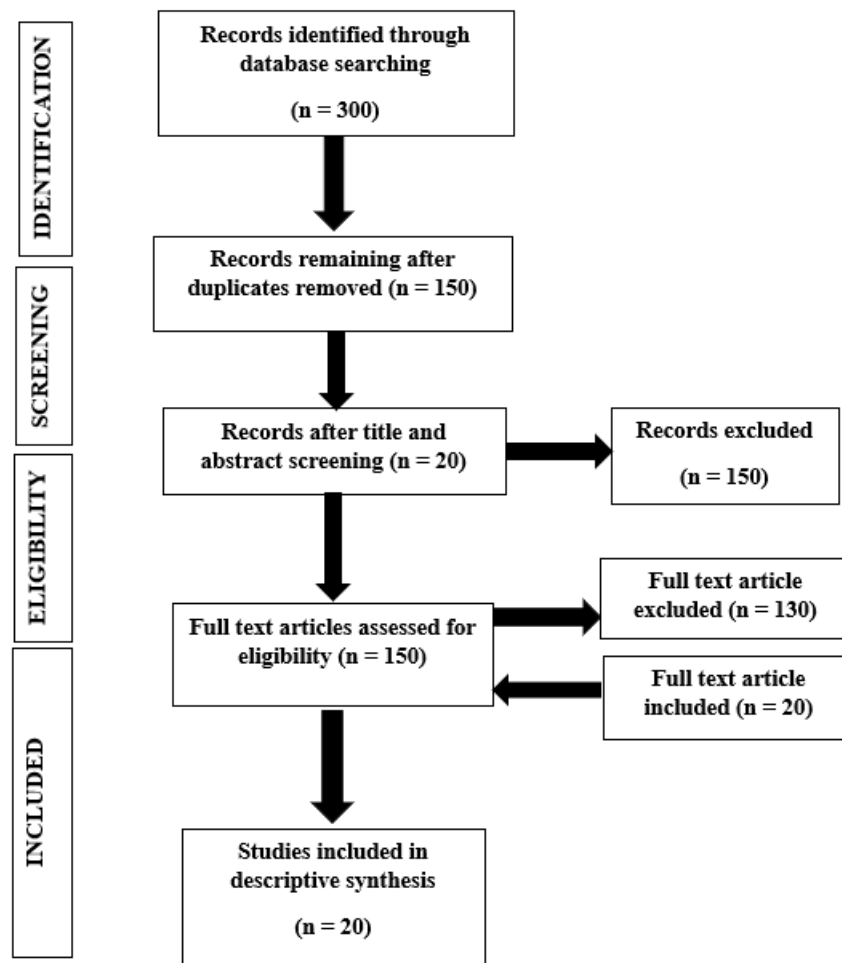 IDENTIFICATION
Records identified through
database searching
(n = 300)
Records remaining after
duplicates removed (n = 150)
SCREENING
Records after title and
abstract screening (n = 20)
Records excluded
(n = 150)
ELIGIBILITY
Full text articles assessed for
eligibility (n = 150)
Full text article
excluded (n = 130)
Full text article
included (n = 20)
INCLUDED
Studies included in
descriptive synthesis
(n = 20)